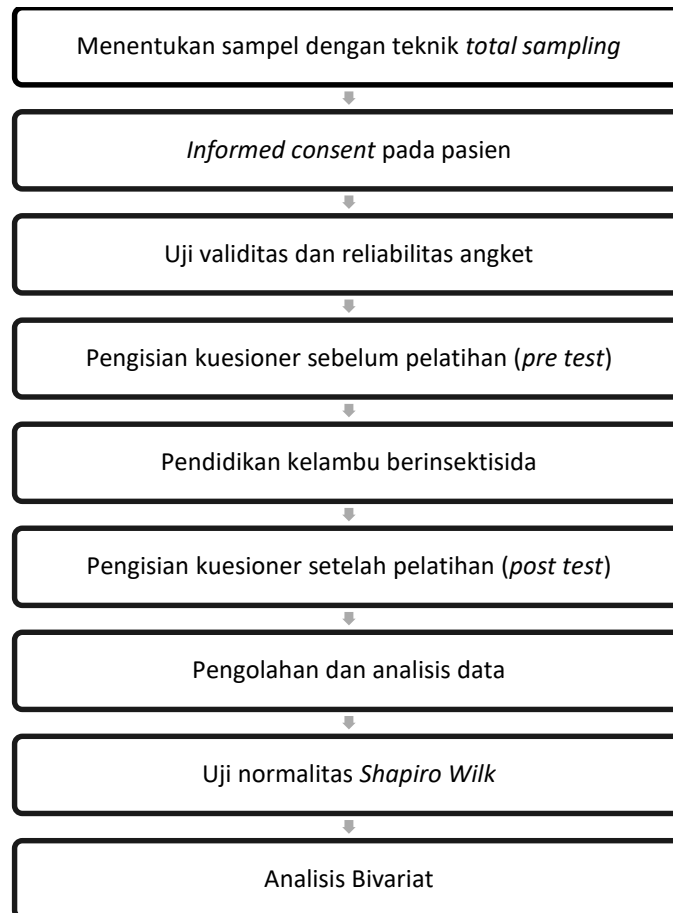 Menentukan sampel dengan teknik total sampling
Informed consent pada pasien
Uji validitas dan reliabilitas angket
Pengisian kuesioner sebelum pelatihan (pre test)
Pendidikan kelambu berinsektisida
Pengisian kuesioner setelah pelatihan (post test)
Pengolahan dan analisis data
Uji normalitas Shapiro Wilk
Analisis Bivariat